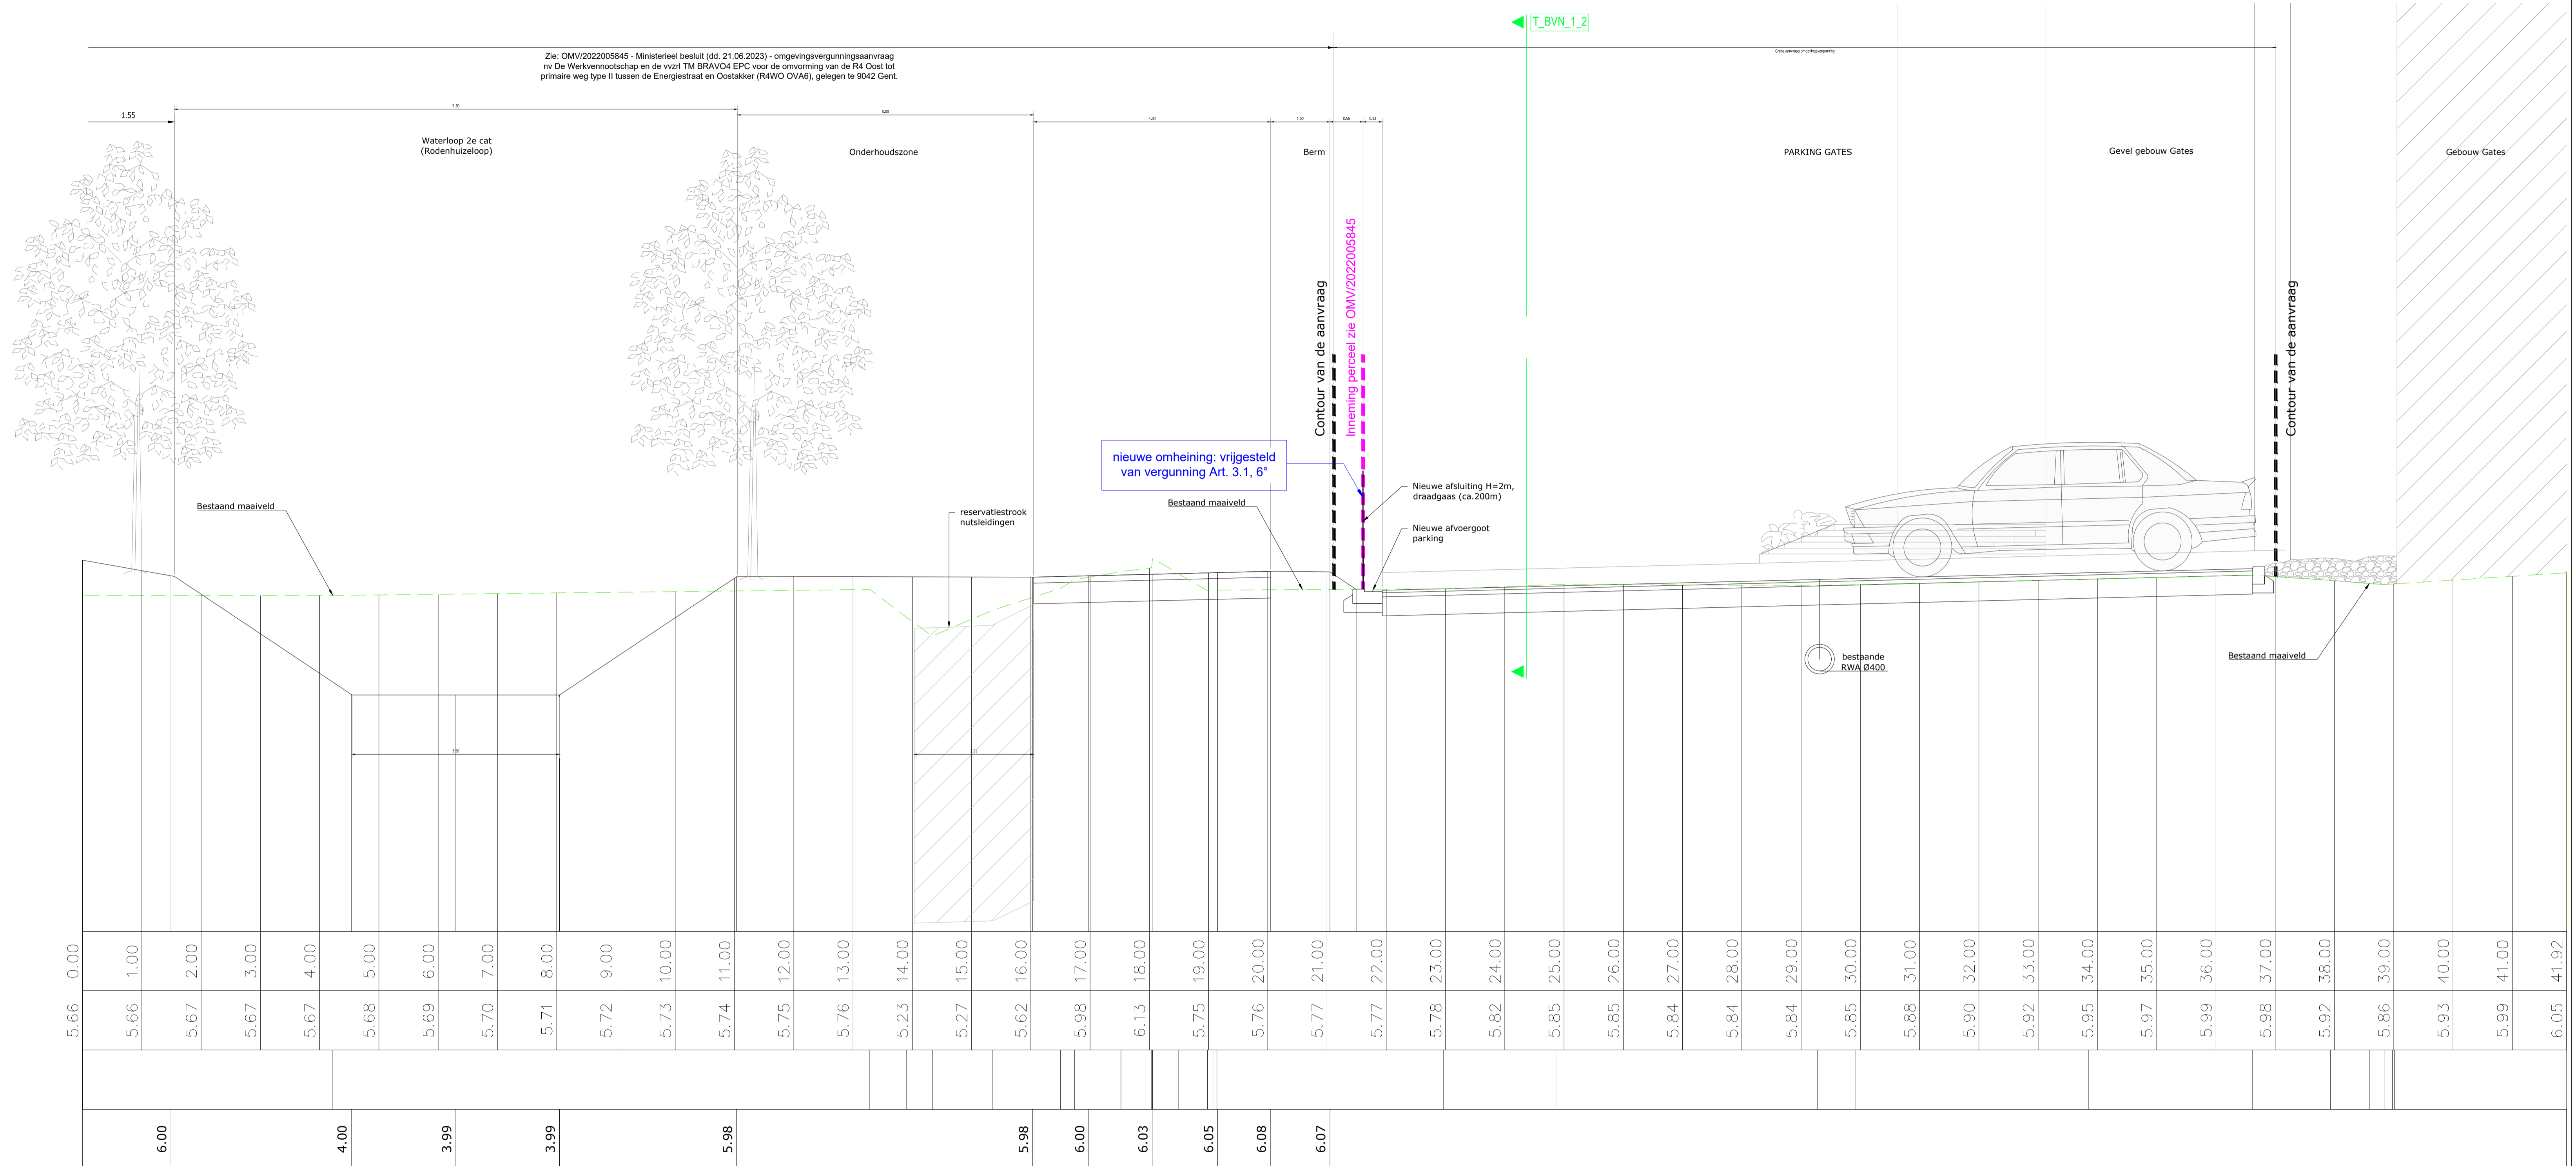 T_BVN_1_2
Zie: OMV/2022005845 - Ministerieel besluit (dd. 21.06.2023) - omgevingsvergunningsaanvraag
nv De Werkvennootschap en de vvzrl TM BRAVO4 EPC voor de omvorming van de R4 Oost tot
primaire weg type II tussen de Energiestraat en Oostakker (R4WO OVA6), gelegen te 9042 Gent.
Grens aanvraag omgevingsvergunning
1.55
9.50
5.00
4.00
1.00
0.56
0.33
Waterloop 2e cat
(Rodenhuizeloop)
Onderhoudszone
Berm
PARKING GATES
Gevel gebouw Gates
Gebouw Gates
Contour van de aanvraag
Inneming perceel zie OMV/2022005845
Contour van de aanvraag
nieuwe omheining: vrijgesteld
van vergunning Art. 3.1, 6°
Bestaand maaiveld
reservatiestrook
nutsleidingen
Bestaand maaiveld
Nieuwe afsluiting H=2m,
draadgaas (ca.200m)
Nieuwe afvoergoot
parking
bestaande
RWA Ø400
Bestaand maaiveld
0.00 1.00 2.00 3.00 4.00 5.00 6.00 7.00 8.00 9.00 10.00 11.00 12.00 13.00 14.00 15.00 16.00 17.00 18.00 19.00 20.00 21.00 22.00 23.00 24.00 25.00 26.00 27.00 28.00 29.00 30.00 31.00 32.00 33.00 34.00 35.00 36.00 37.00 38.00 39.00 40.00 41.00 41.92
5.66 5.66 5.67 5.67 5.67 5.68 5.69 5.70 5.71 5.72 5.73 5.74 5.75 5.76 5.23 5.27 5.62 5.98 6.13 5.75 5.76 5.77 5.77 5.78 5.82 5.85 5.85 5.84 5.84 5.84 5.85 5.88 5.90 5.92 5.95 5.97 5.99 5.98 5.92 5.86 5.93 5.99 6.05
6.00 4.00 3.99 3.99 5.98 5.98 6.00 6.03 6.05 6.08 6.07